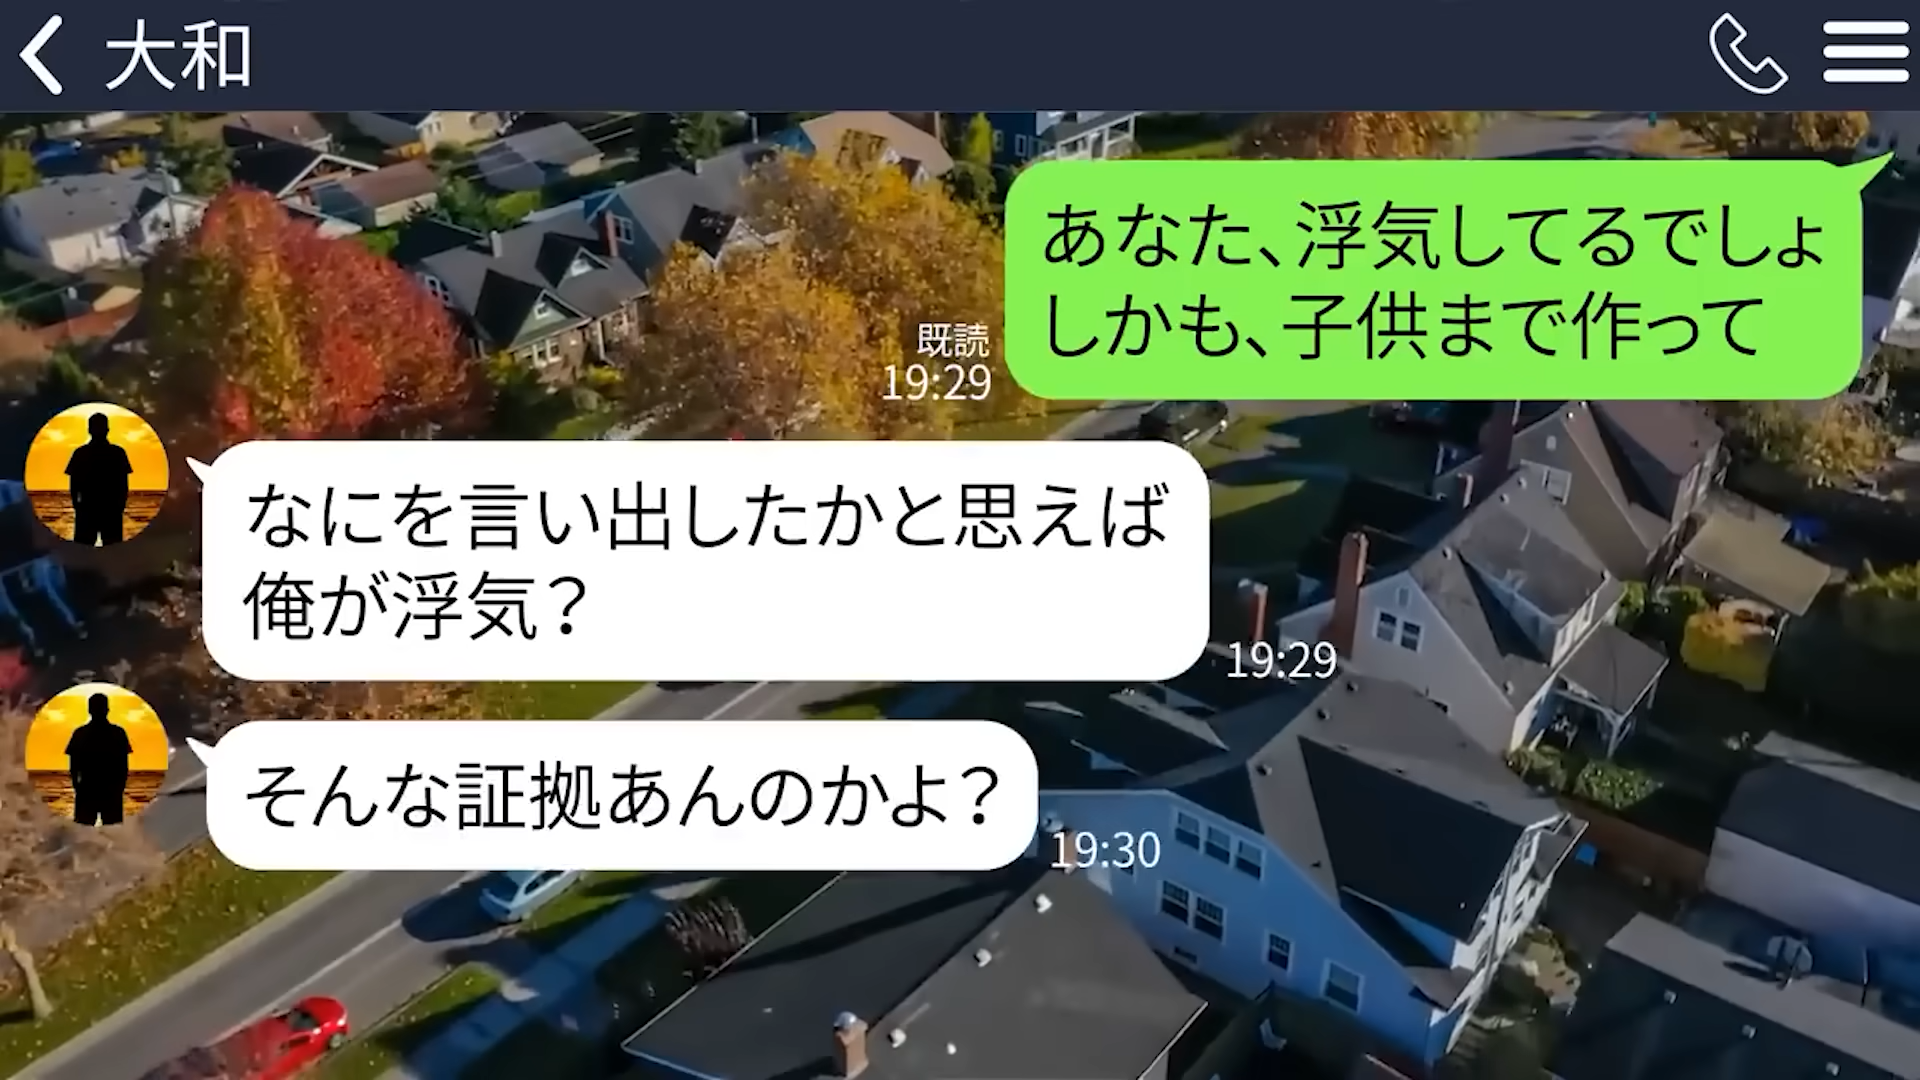 大和
あなた、浮気してるでしょ
しかも、子供まで作って
既読
19:29
なにを言い出したかと思えば
俺が浮気？
19:29
そんな証拠あんのかよ？
19:30